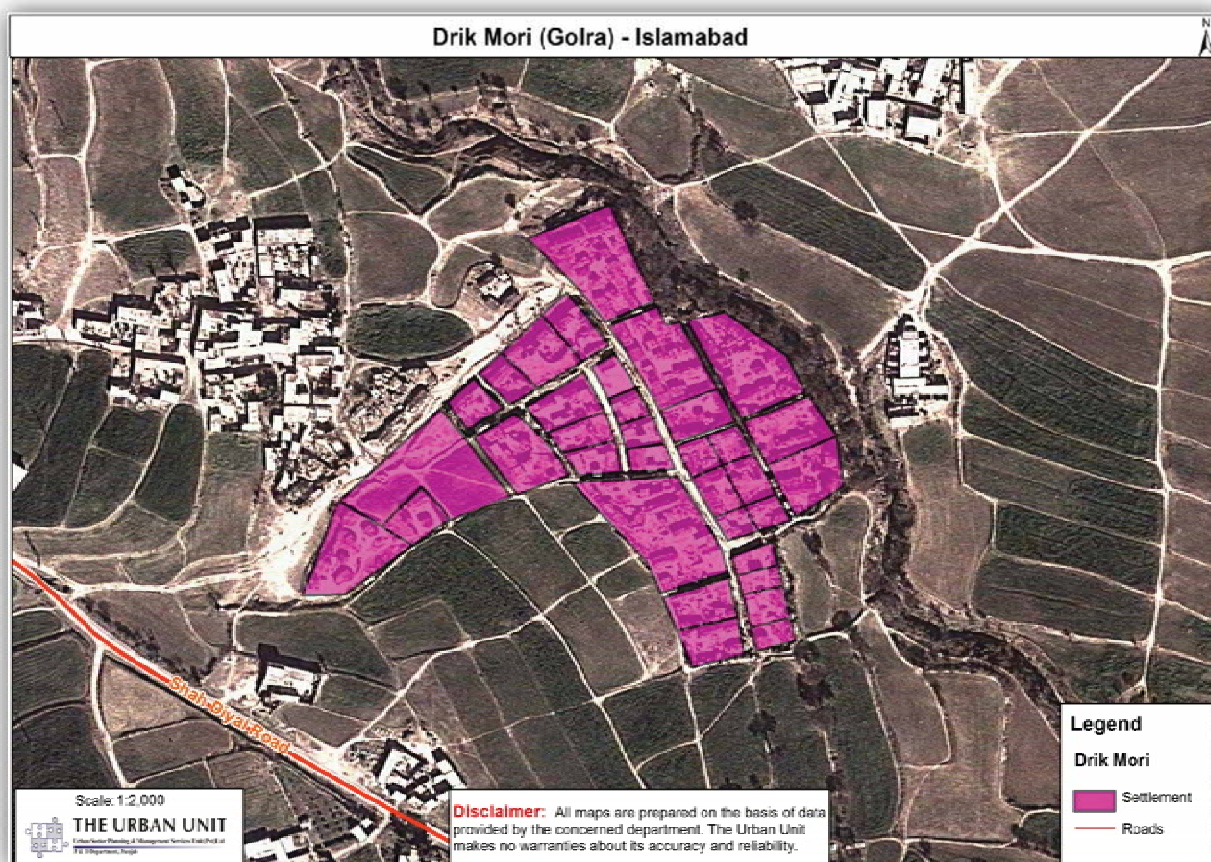 Drik Mori (Golra) - Islamabad
N
Shah-Diyal-Road
Legend
Drik Mori
Settlement
Roads
Scale: 1:2,000
THE URBAN UNIT
Disclaimer: All maps are prepared on the basis of data
provided by the concerned department. The Urban Unit
makes no warranties about its accuracy and reliability.